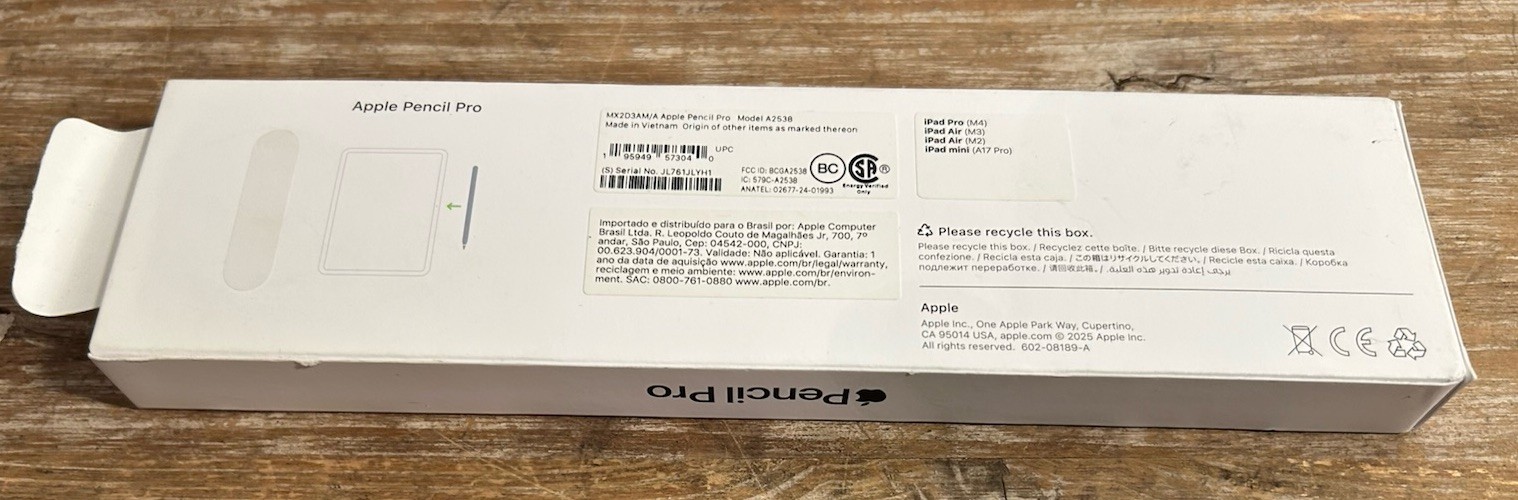 Apple Pencil Pro
MX2D3AM/A Apple Pencil Pro Model A2538
Made in Vietnam Origin of other items as marked thereon
UPC
1 95949 57304 0
(S) Serial No. JL761JLYH1
FCC ID: BCGA2538
IC: 579C-A2538
ANATEL: 02677-24-01993
BC
SA ®
Energy Verified
Only
Importado e distribuído para o Brasil por: Apple Computer
Brasil Ltda. R. Leopoldo Couto de Magalhães Jr, 700, 7º
andar, São Paulo, Cep: 04542-000, CNPJ:
00.623.904/0001-73. Validade: Não aplicável. Garantia: 1
ano da data de aquisição www.apple.com/br/legal/warranty,
reciclagem e meio ambiente: www.apple.com/br/environ-
ment. SAC: 0800-761-0880 www.apple.com/br.
iPad Pro (M4)
iPad Air (M3)
iPad Air (M2)
iPad mini (A17 Pro)
Please recycle this box.
Please recycle this box. / Recyclez cette boîte. / Bitte recycle diese Box. / Ricicla questa
confezione. / Recicla esta caja. / この箱はリサイクルしてください。 / Recicle esta caixa. / Коробка
подлежит переработке. / 请回收此箱。 / يرجى إعادة تدوير هذه العلبة.
Apple
Apple Inc., One Apple Park Way, Cupertino,
CA 95014 USA, apple.com © 2025 Apple Inc.
All rights reserved. 602-08189-A
CE
Pencil Pro